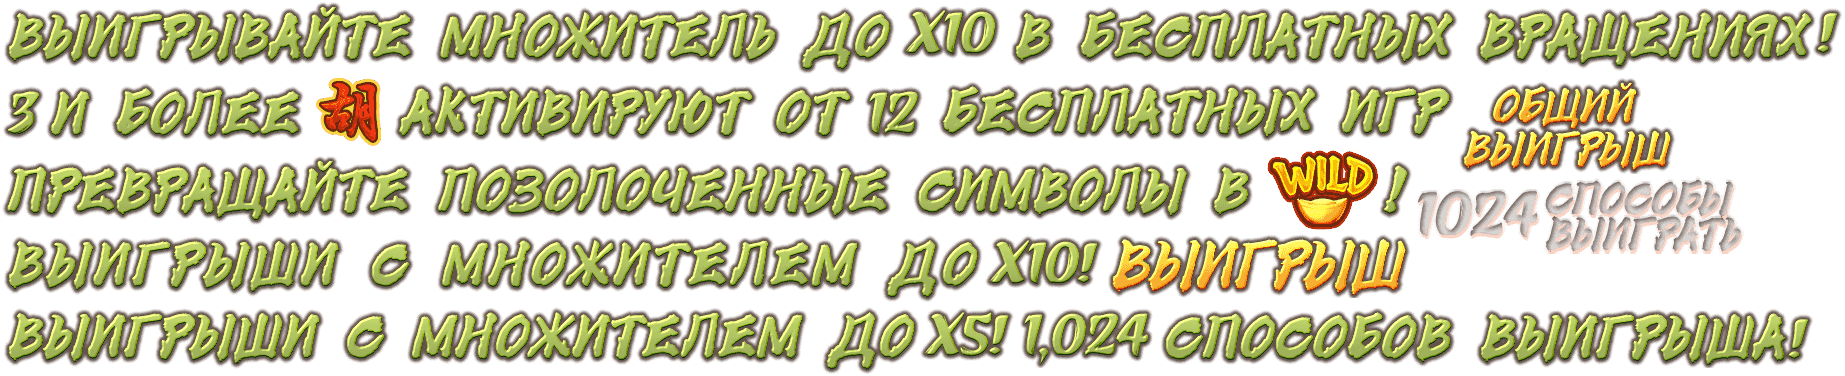 ВЫИГРЫВАЙТЕ МНОЖИТЕЛЬ ДО X10 В БЕСПЛАТНЫХ ВРАЩЕНИЯХ!
3 И БОЛЕЕ 胡 АКТИВИРУЮТ ОТ 12 БЕСПЛАТНЫХ ИГР
ОБЩИЙ
ВЫИГРЫШ
ПРЕВРАЩАЙТЕ ПОЗОЛОЧЕННЫЕ СИМВОЛЫ В WILD !
1024 СПОСОБЫ
ВЫИГРАТЬ
ВЫИГРЫШИ С МНОЖИТЕЛЕМ ДО X10! ВЫИГРЫШ
ВЫИГРЫШИ С МНОЖИТЕЛЕМ ДО X5! 1,024 СПОСОБОВ ВЫИГРЫША!